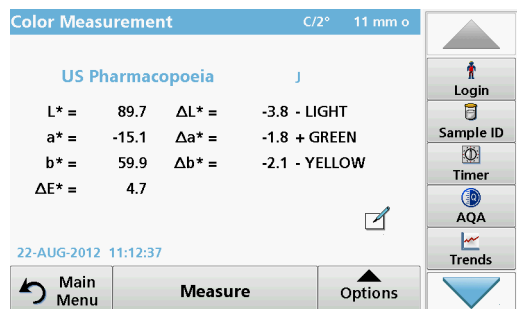 Color Measurement C/2° 11 mm o
US Pharmacopoeia J
L* = 89.7 ΔL* = -3.8 - LIGHT
a* = -15.1 Δa* = -1.8 + GREEN
b* = 59.9 Δb* = -2.1 - YELLOW
ΔE* = 4.7
22-AUG-2012 11:12:37
Main
Menu
Measure
Options
Login
Sample ID
Timer
AQA
Trends